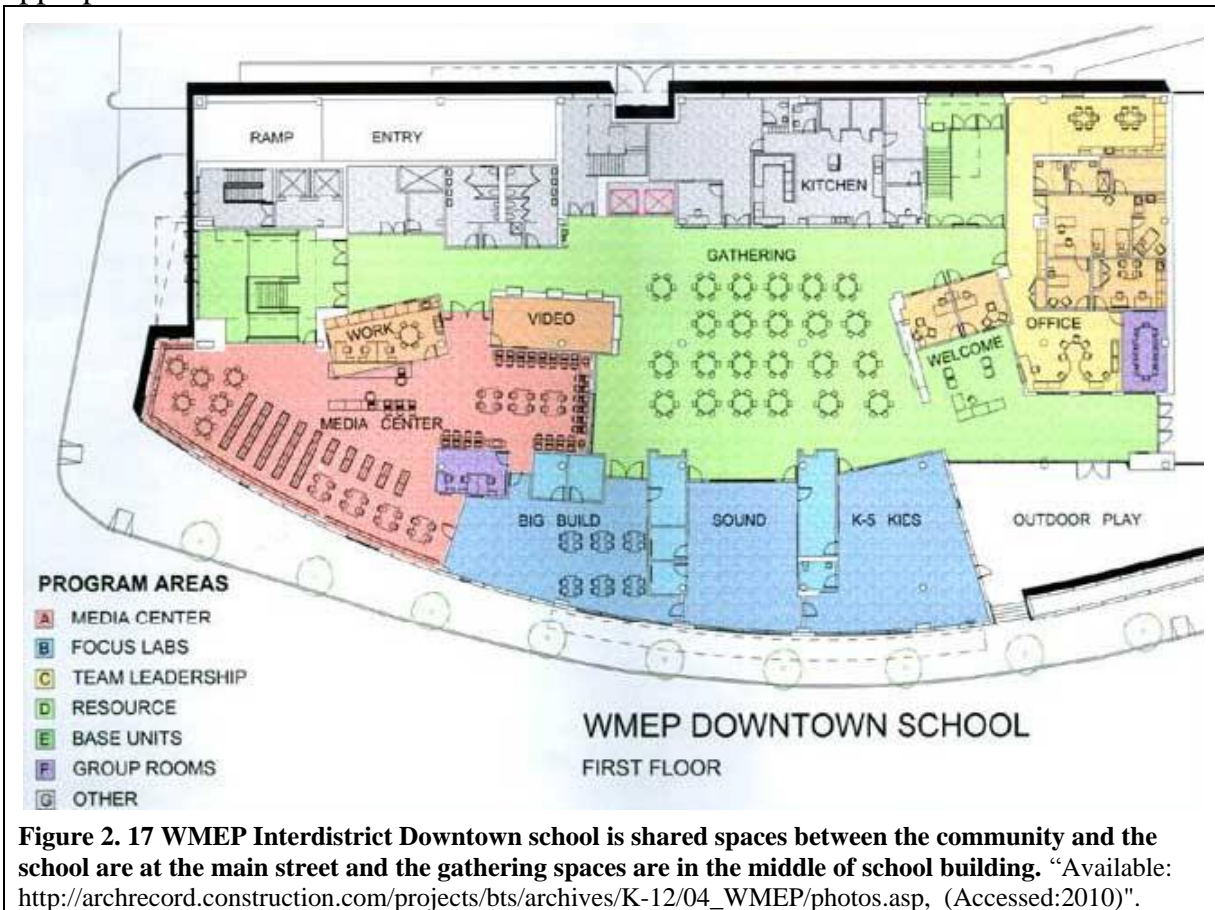 RAMP
ENTRY
KITCHEN
GATHERING
WORK
VIDEO
OFFICE
WELCOME
MEDIA CENTER
BIG BUILD
SOUND
K-5 KIDS
OUTDOOR PLAY
PROGRAM AREAS
A MEDIA CENTER
B FOCUS LABS
C TEAM LEADERSHIP
D RESOURCE
E BASE UNITS
F GROUP ROOMS
G OTHER
WMEP DOWNTOWN SCHOOL
FIRST FLOOR
Figure 2. 17 WMEP Interdistrict Downtown school is shared spaces between the community and the
school are at the main street and the gathering spaces are in the middle of school building. “Available:
http://archrecord.construction.com/projects/bts/archives/K-12/04_WMEP/photos.asp, (Accessed:2010)".